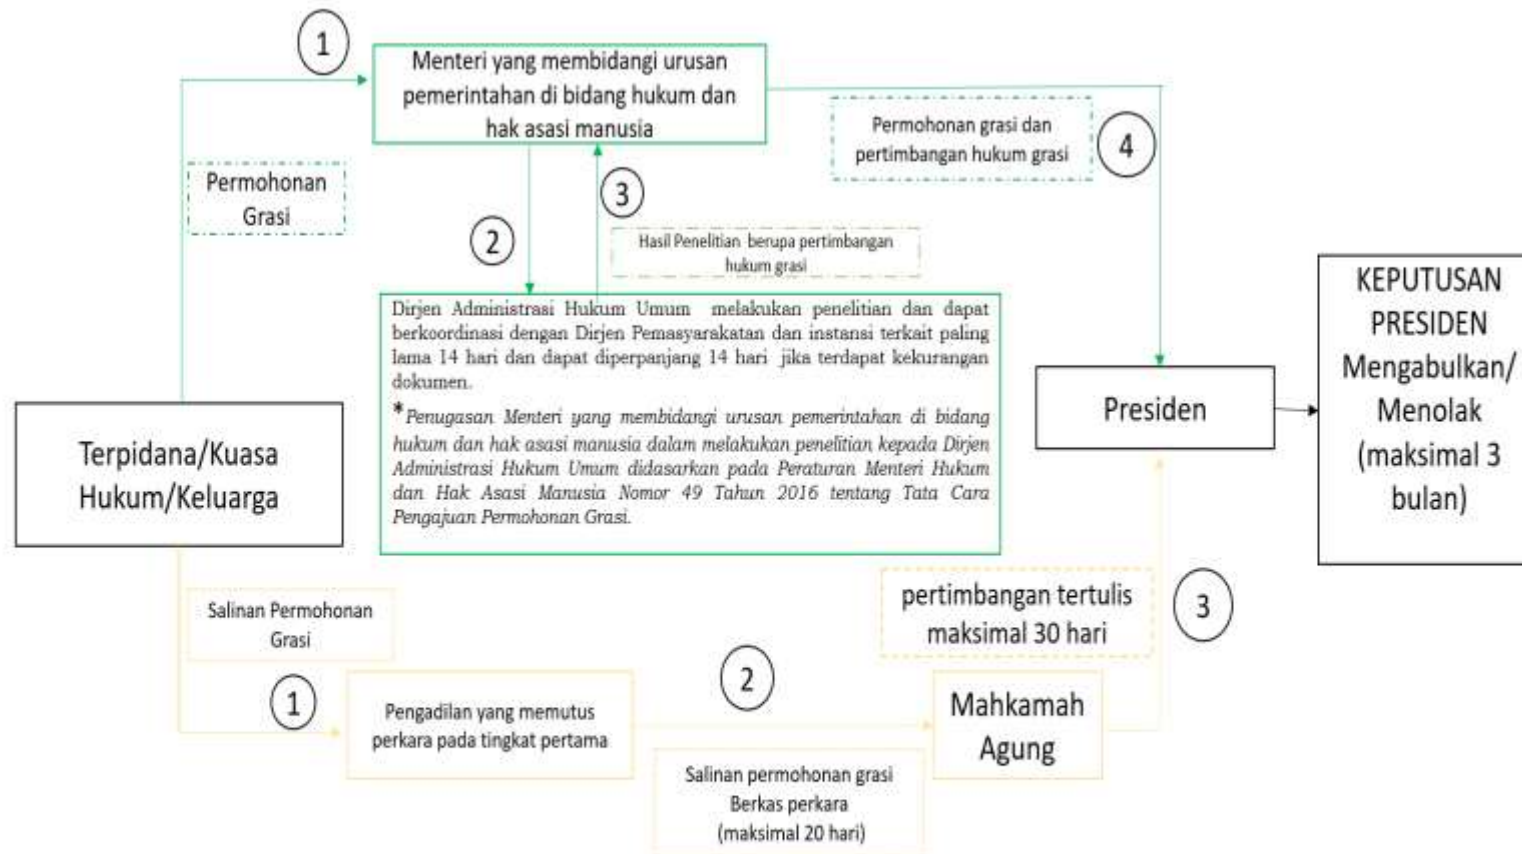 1
Menteri yang membidangi urusan
pemerintahan di bidang hukum dan
hak asasi manusia
Permohonan grasi dan
pertimbangan hukum grasi
4
Permohonan
Grasi
2
3
Hasil Penelitian berupa pertimbangan
hukum grasi
Dirjen Administrasi Hukum Umum melakukan penelitian dan dapat
berkoordinasi dengan Dirjen Pemasyarakatan dan instansi terkait paling
lama 14 hari dan dapat diperpanjang 14 hari jika terdapat kekurangan
dokumen.
*Penugasan Menteri yang membidangi urusan pemerintahan di bidang
hukum dan hak asasi manusia dalam melakukan penelitian kepada Dirjen
Administrasi Hukum Umum didasarkan pada Peraturan Menteri Hukum
dan Hak Asasi Manusia Nomor 49 Tahun 2016 tentang Tata Cara
Pengajuan Permohonan Grasi.
Terpidana/Kuasa
Hukum/Keluarga
Presiden
KEPUTUSAN
PRESIDEN
Mengabulkan/
Menolak
(maksimal 3
bulan)
Salinan Permohonan
Grasi
1
Pengadilan yang memutus
perkara pada tingkat pertama
2
Salinan permohonan grasi
Berkas perkara
(maksimal 20 hari)
Mahkamah
Agung
pertimbangan tertulis
maksimal 30 hari
3